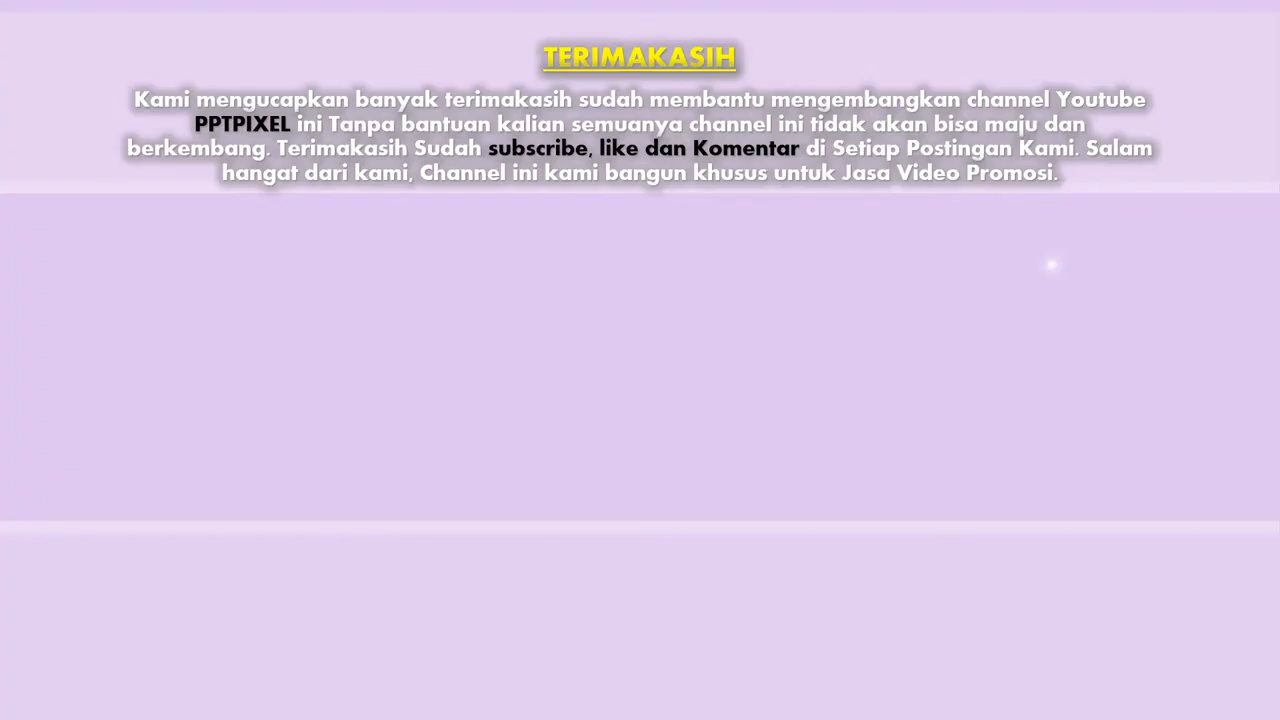 TERIMAKASIH
Kami mengucapkan banyak terimakasih sudah membantu mengembangkan channel Youtube
PPTPIXEL ini Tanpa bantuan kalian semuanya channel ini tidak akan bisa maju dan
berkembang. Terimakasih Sudah subscribe, like dan Komentar di Setiap Postingan Kami. Salam
hangat dari kami, Channel ini kami bangun khusus untuk Jasa Video Promosi.